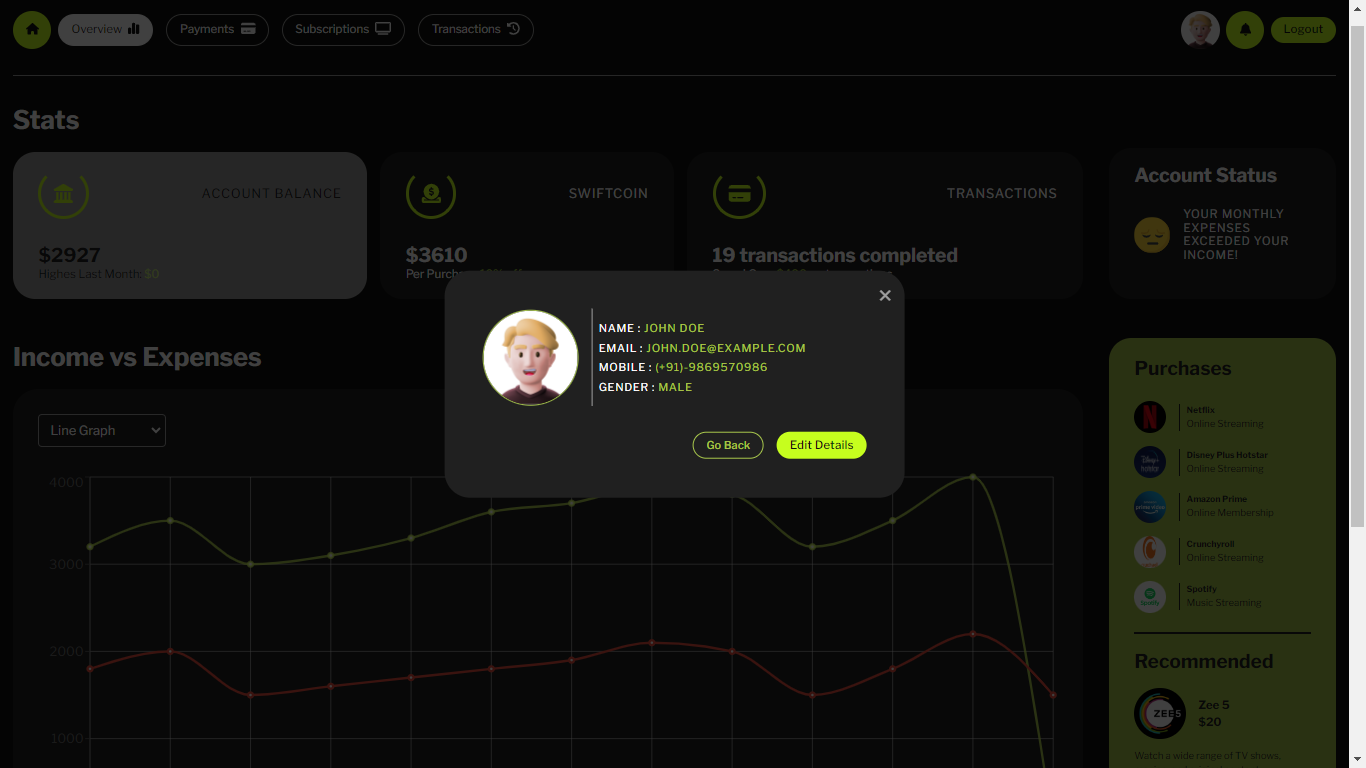 Overview
Payments
Subscriptions
Transactions
Logout
Stats
ACCOUNT BALANCE
$2927
Highes Last Month: $0
SWIFTCOIN
$3610
Per Purchase
TRANSACTIONS
19 transactions completed
Account Status
YOUR MONTHLY
EXPENSES
EXCEEDED YOUR
INCOME!
NAME : JOHN DOE
EMAIL : JOHN.DOE@EXAMPLE.COM
MOBILE : (+91)-9869570986
GENDER : MALE
Go Back
Edit Details
Income vs Expenses
Line Graph
4000
3000
2000
1000
Purchases
Netflix
Online Streaming
Disney Plus Hotstar
Online Streaming
Amazon Prime
Online Membership
Crunchyroll
Online Streaming
Spotify
Music Streaming
Recommended
ZEE5
Zee 5
$20
Watch a wide range of TV shows,